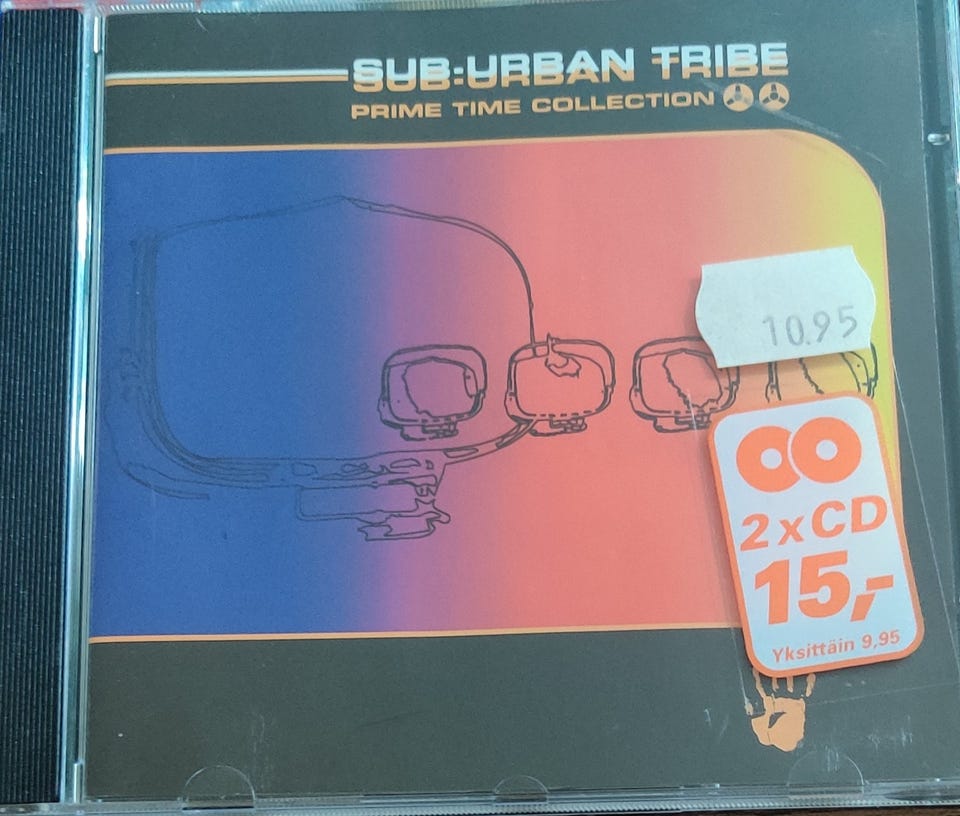 SUB-URBAN TRIBE
PRIME TIME COLLECTION
10.95
2 x CD
15,-
Yksittäin 9,95